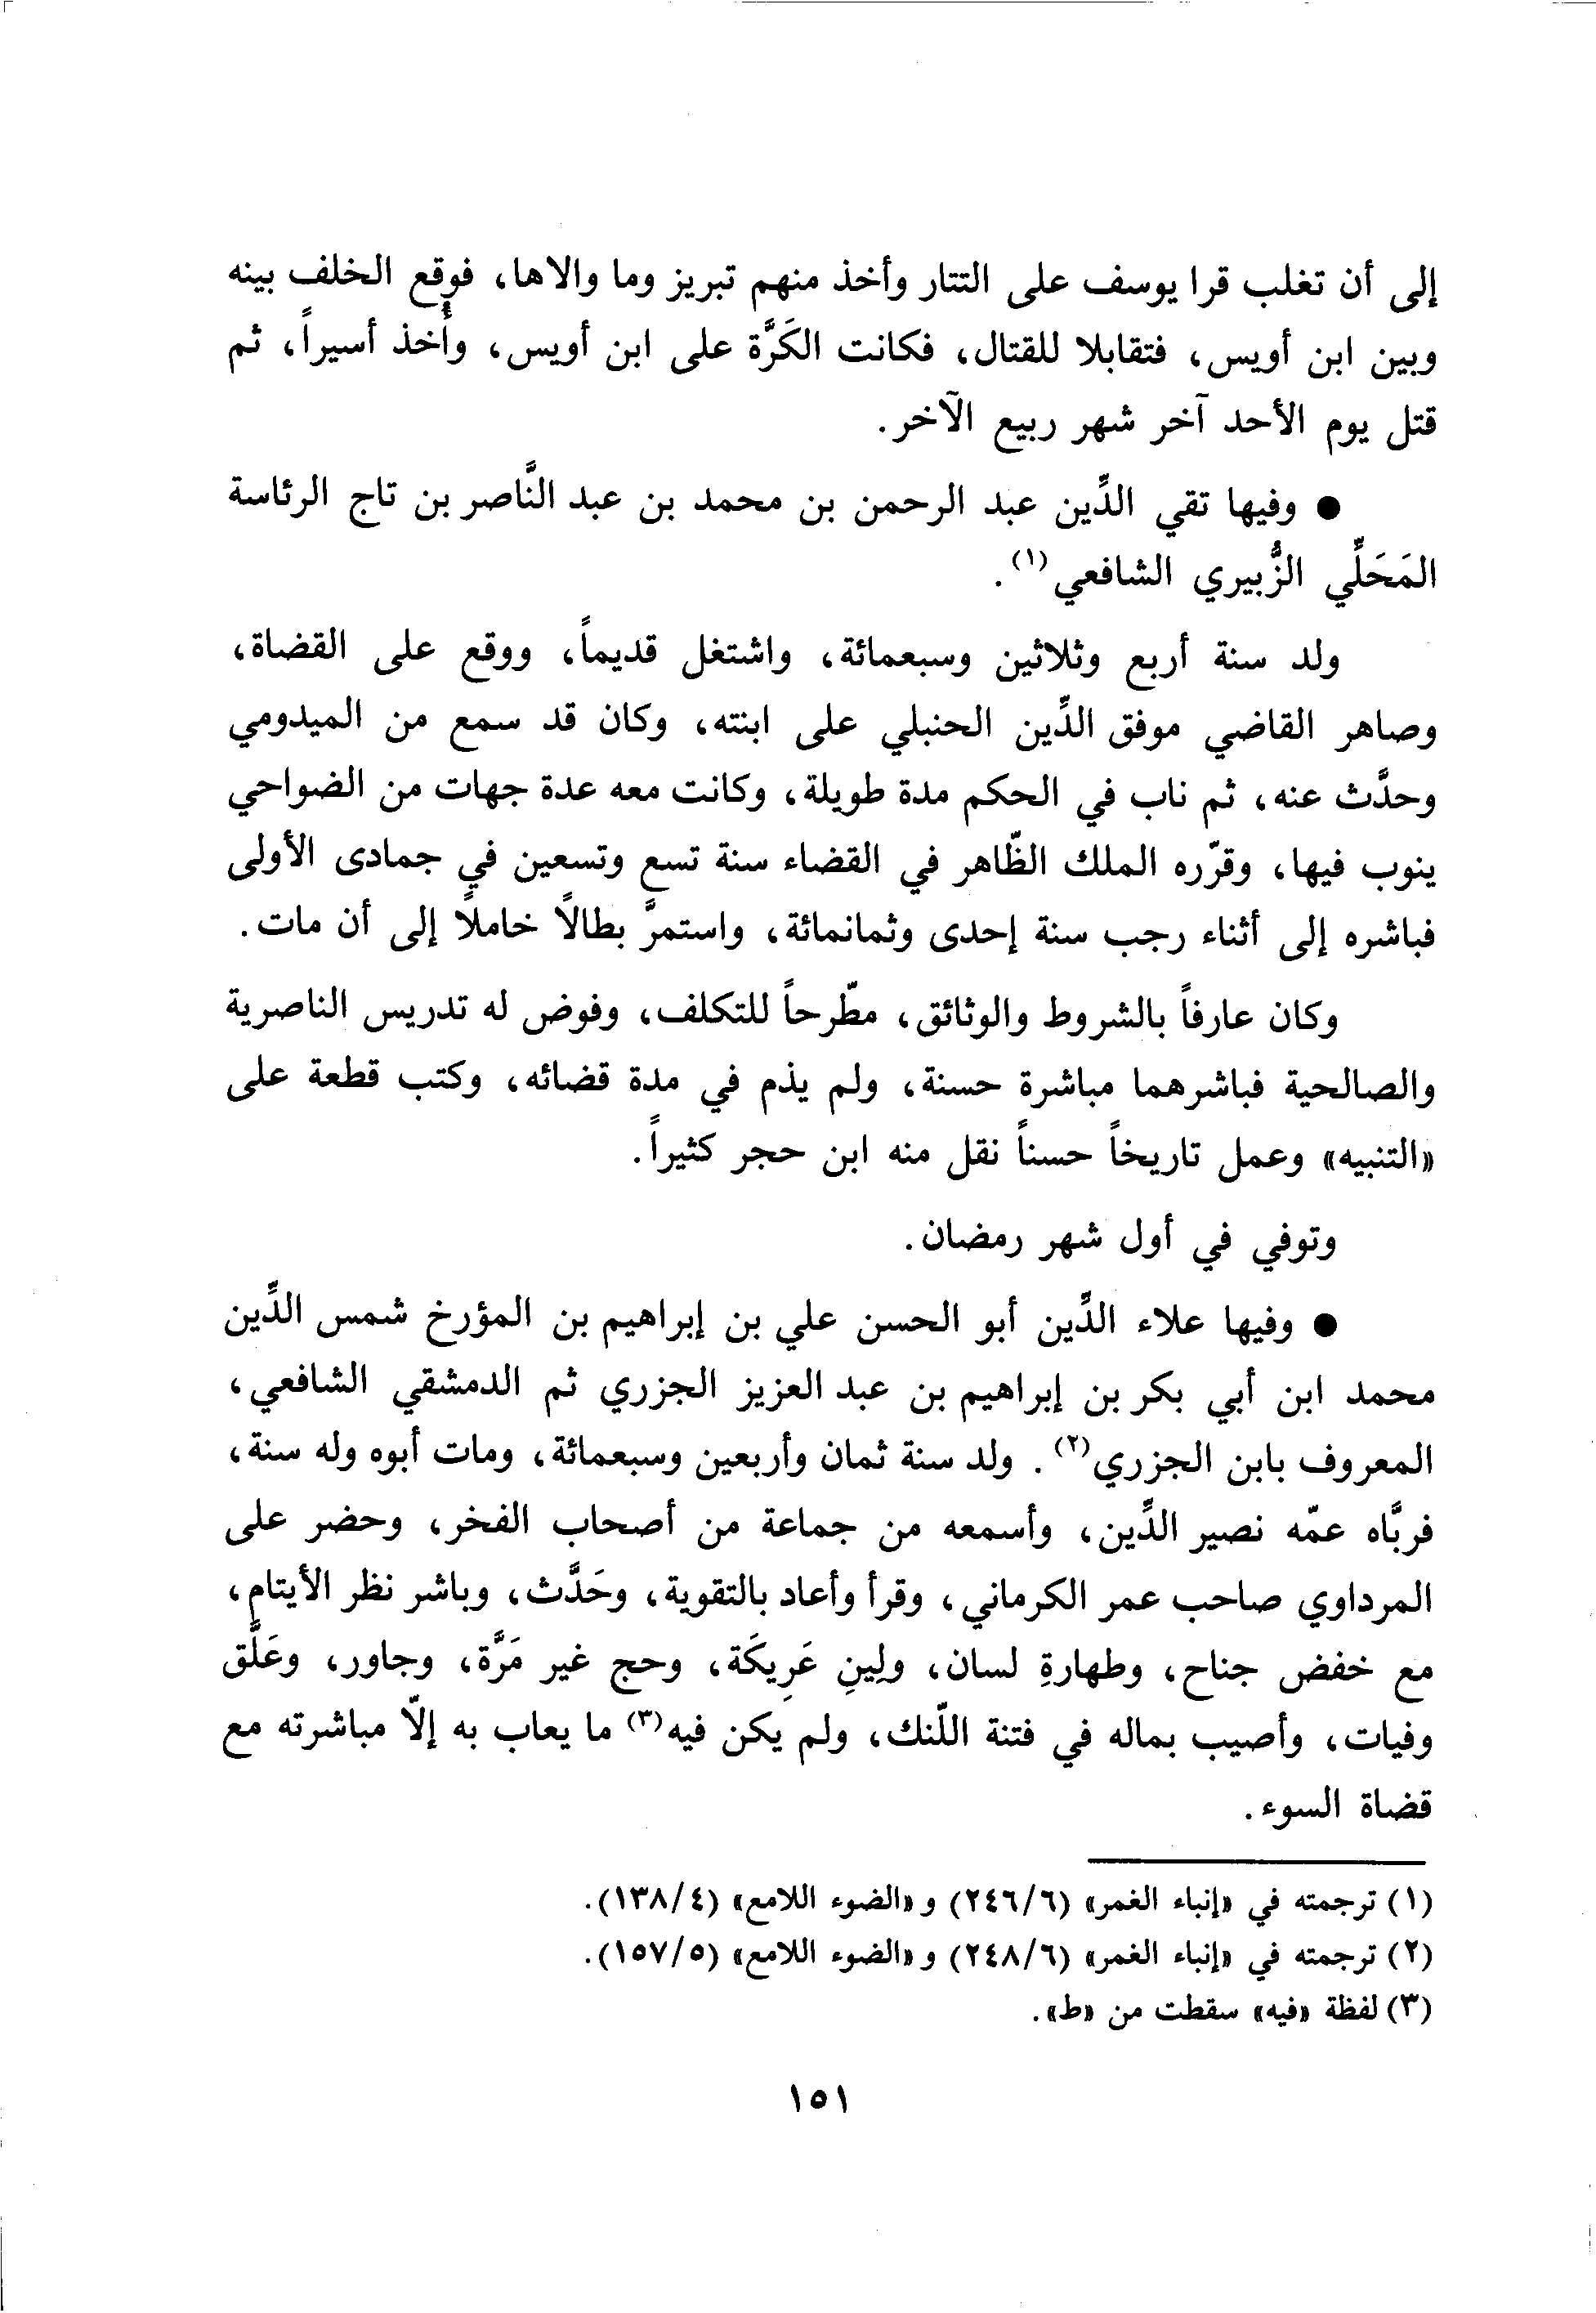 إلى أن تغلب قرا يوسف على التتار وأخذ منهم تبريز وما والاها، فوقع الخلف بينه
وبين ابن أويس، فتقابلا للقتال، فكانت الكَرَّة على ابن أويس، وأُخذ أسيراً، ثم
قتل يوم الأحد آخر شهر ربيع الآخر.
● وفيها تقي الدِّين عبد الرحمن بن محمد بن عبد النَّاصر بن تاج الرئاسة
المَحَلِّي الزُّبيري الشافعي(١).
ولد سنة أربع وثلاثين وسبعمائة، واشتغل قديماً، ووقع على القضاة،
وصاهر القاضي موفق الدِّين الحنبلي على ابنته، وكان قد سمع من الميدومي
وحدَّث عنه، ثم ناب في الحكم مدة طويلة، وكانت معه عدة جهات من الضواحي
ينوب فيها، وقرّره الملك الظّاهر في القضاء سنة تسع وتسعين في جمادى الأولى
فباشره إلى أثناء رجب سنة إحدى وثمانمائة، واستمرَّ بطالاً خاملاً إلى أن مات.
وكان عارفاً بالشروط والوثائق، مطّرحاً للتكلف، وفوض له تدريس الناصرية
والصالحية فباشرهما مباشرة حسنة، ولم يذم في مدة قضائه، وكتب قطعة على
«التنبيه» وعمل تاريخاً حسناً نقل منه ابن حجر كثيراً.
وتوفي في أول شهر رمضان.
● وفيها علاء الدِّين أبو الحسن علي بن إبراهيم بن المؤرخ شمس الدِّين
محمد ابن أبي بكر بن إبراهيم بن عبد العزيز الجزري ثم الدمشقي الشافعي،
المعروف بابن الجزري(٢). ولد سنة ثمان وأربعين وسبعمائة، ومات أبوه وله سنة،
فربَّاه عمّه نصير الدِّين، وأسمعه من جماعة من أصحاب الفخر، وحضر على
المرداوي صاحب عمر الكرماني، وقرأ وأعاد بالتقوية، وحَدَّث، وباشر نظر الأيتام،
مع خفض جناح، وطهارةِ لسان، ولِينِ عَرِيكَة، وحج غير مَرَّة، وجاور، وعَلَّق
وفيات، وأصيب بماله في فتنة اللّنك، ولم يكن فيه(٣) ما يعاب به إلّا مباشرته مع
قضاة السوء.
(١) ترجمته في «إنباء الغمر» (٢٤٦/٦) و «الضوء اللامع» (١٣٨/٤).
(٢) ترجمته في «إنباء الغمر» (٢٤٨/٦) و «الضوء اللامع» (١٥٧/٥).
(٣) لفظة «فيه» سقطت من «ط».
١٥١